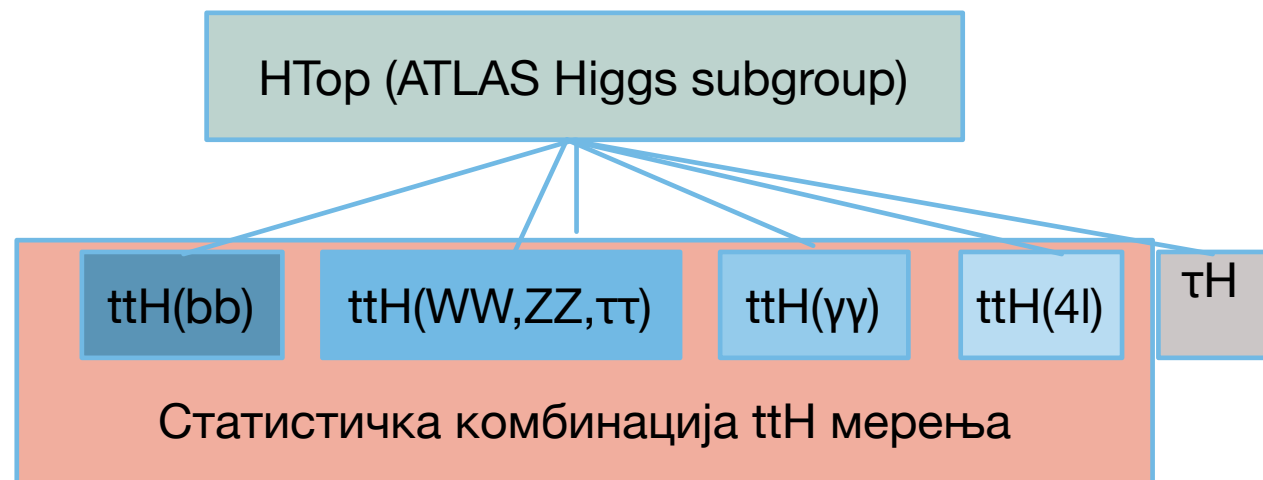 HTop (ATLAS Higgs subgroup)
ttH(bb)
ttH(WW,ZZ,ττ)
ttH(γγ)
ttH(4l)
τH
Статистичка комбинација ttH мерења